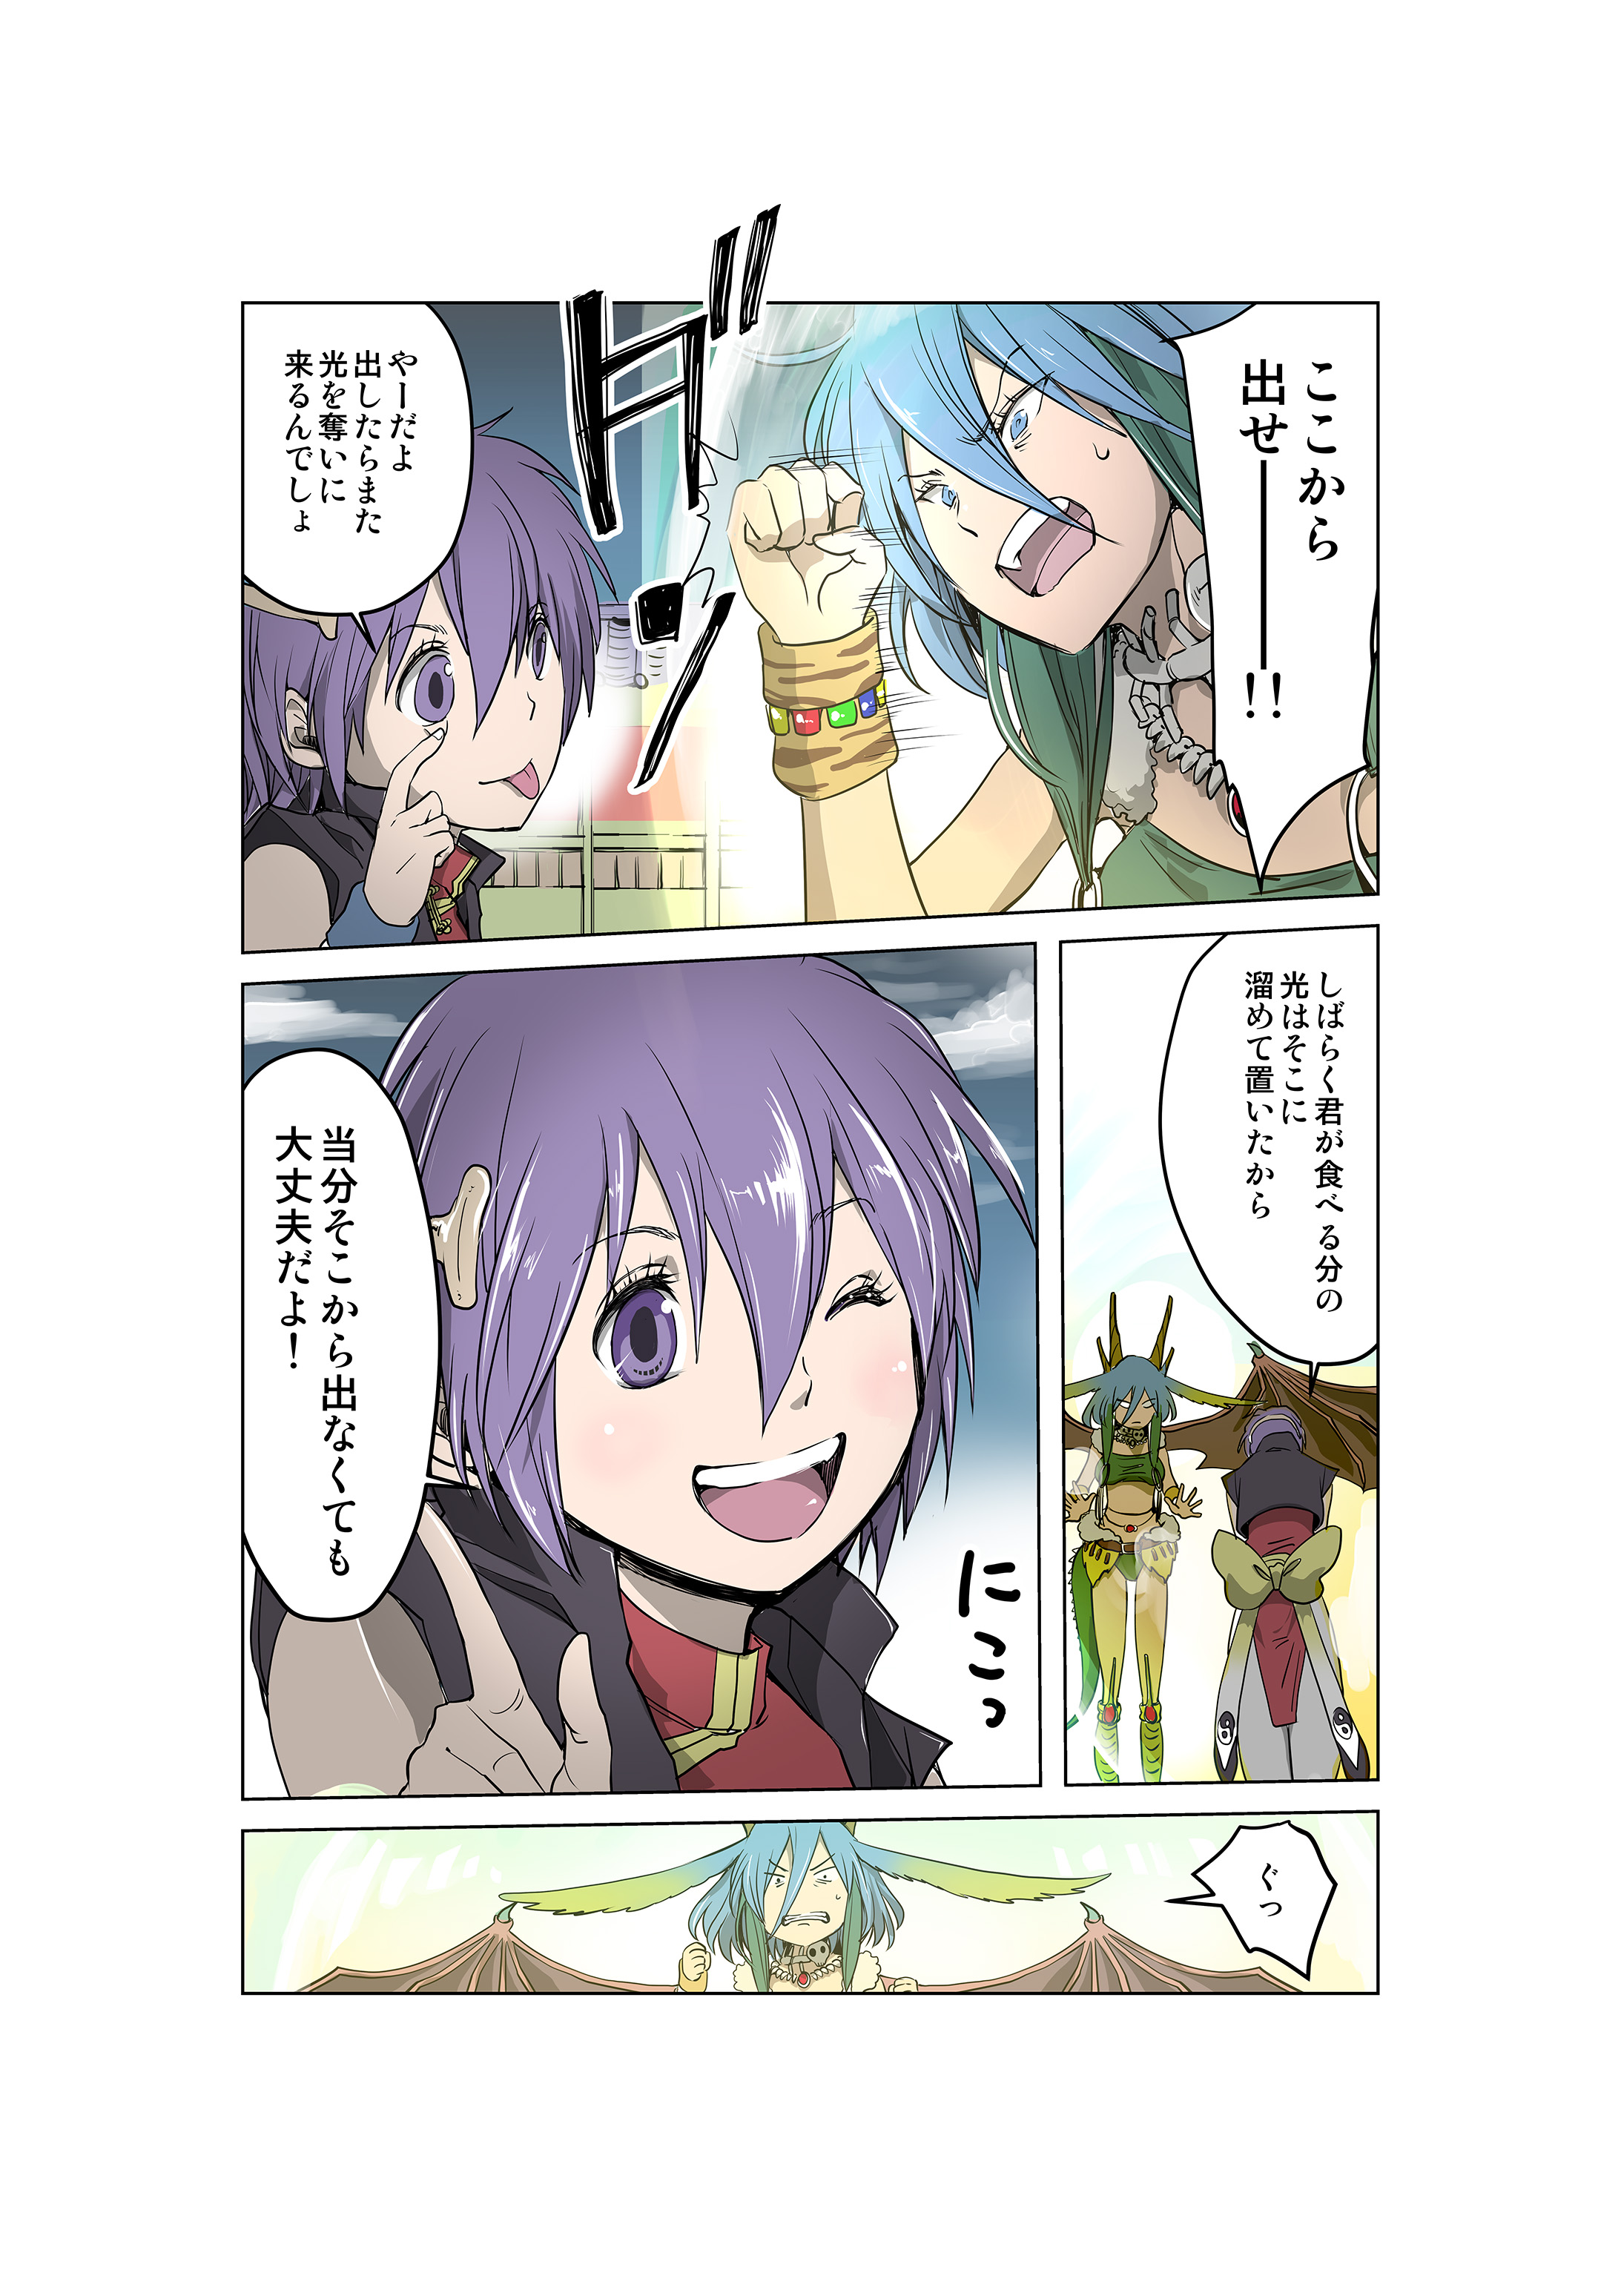 ここから
出せ━━━!!
ガンッ
やーだよ
出したらまた
光を奪いに
来るんでしょ
しばらく君が食べる分の
光はそこに
溜めて置いたから
当分そこから出なくても
大丈夫だよ！
にこっ
ぐっ